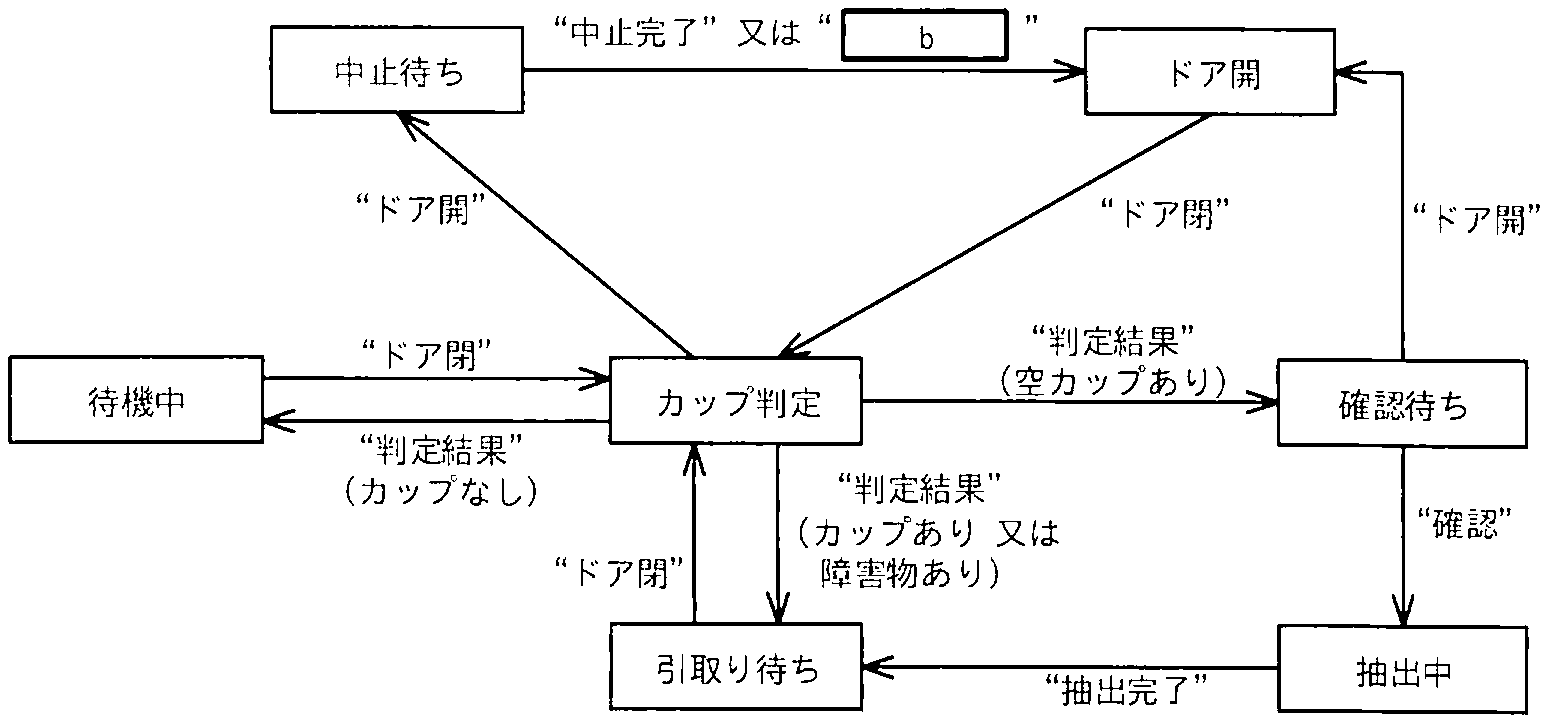 “中止完了” 又は “ b ”
中止待ち
ドア開
“ドア開”
“ドア閉”
“ドア開”
“ドア閉”
“判定結果”
（空カップあり）
待機中
カップ判定
確認待ち
“判定結果”
（カップなし）
“判定結果”
（カップあり 又は
障害物あり）
“ドア閉”
“確認”
引取り待ち
“抽出完了”
抽出中